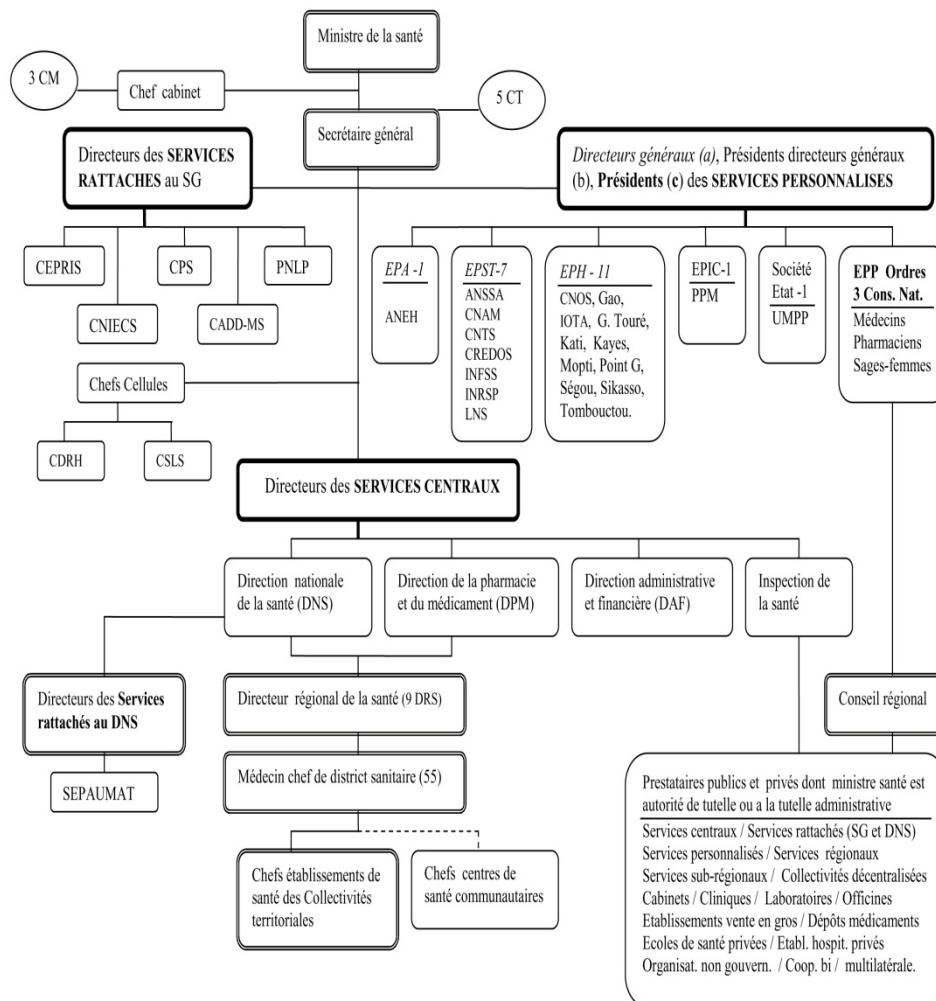 Ministre de la santé
3 CM
Chef cabinet
5 CT
Secrétaire général
Directeurs des SERVICES
RATTACHES au SG
Directeurs généraux (a), Présidents directeurs généraux
(b), Présidents (c) des SERVICES PERSONNALISES
CEPRIS
CPS
PNLP
CNIECS
CADD-MS
EPA -1
ANEH
EPST-7
ANSSA
CNAM
CNTS
CREDOS
INFSS
INRSP
LNS
EPH - 11
CNOS, Gao,
IOTA, G. Touré,
Kati, Kayes,
Mopti, Point G,
Ségou, Sikasso,
Tombouctou.
EPIC-1
PPM
Société
Etat -1
UMPP
EPP Ordres
3 Cons. Nat.
Médecins
Pharmaciens
Sages-femmes
Chefs Cellules
CDRH
CSLS
Directeurs des SERVICES CENTRAUX
Direction nationale
de la santé (DNS)
Direction de la pharmacie
et du médicament (DPM)
Direction administrative
et financière (DAF)
Inspection de
la santé
Directeurs des Services
rattachés au DNS
Directeur régional de la santé (9 DRS)
Conseil régional
SEPAUMAT
Médecin chef de district sanitaire (55)
Chefs établissements de
santé des Collectivités
territoriales
Chefs centres de
santé communautaires
Prestataires publics et privés dont ministre santé est
autorité de tutelle ou a la tutelle administrative
Services centraux / Services rattachés (SG et DNS)
Services personnalisés / Services régionaux
Services sub-régionaux / Collectivités décentralisées
Cabinets / Cliniques / Laboratoires / Officines
Etablissements vente en gros / Dépôts médicaments
Ecoles de santé privées / Etabl. hospit. privés
Organisat. non gouvern. / Coop. bi / multilatérale.